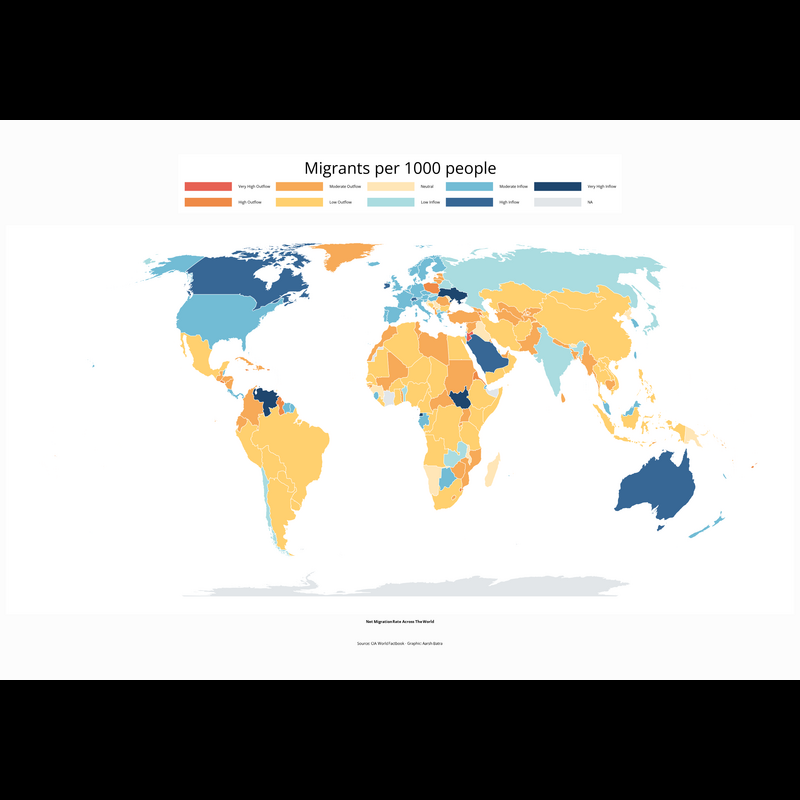 Migrants per 1000 people
Very High Outflow Moderate Outflow Neutral Moderate Inflow Very High Inflow
High Outflow Low Outflow Low Inflow High Inflow NA
Net Migration Rate Across The World
Source: CIA World Factbook · Graphic: Aarsh Batra